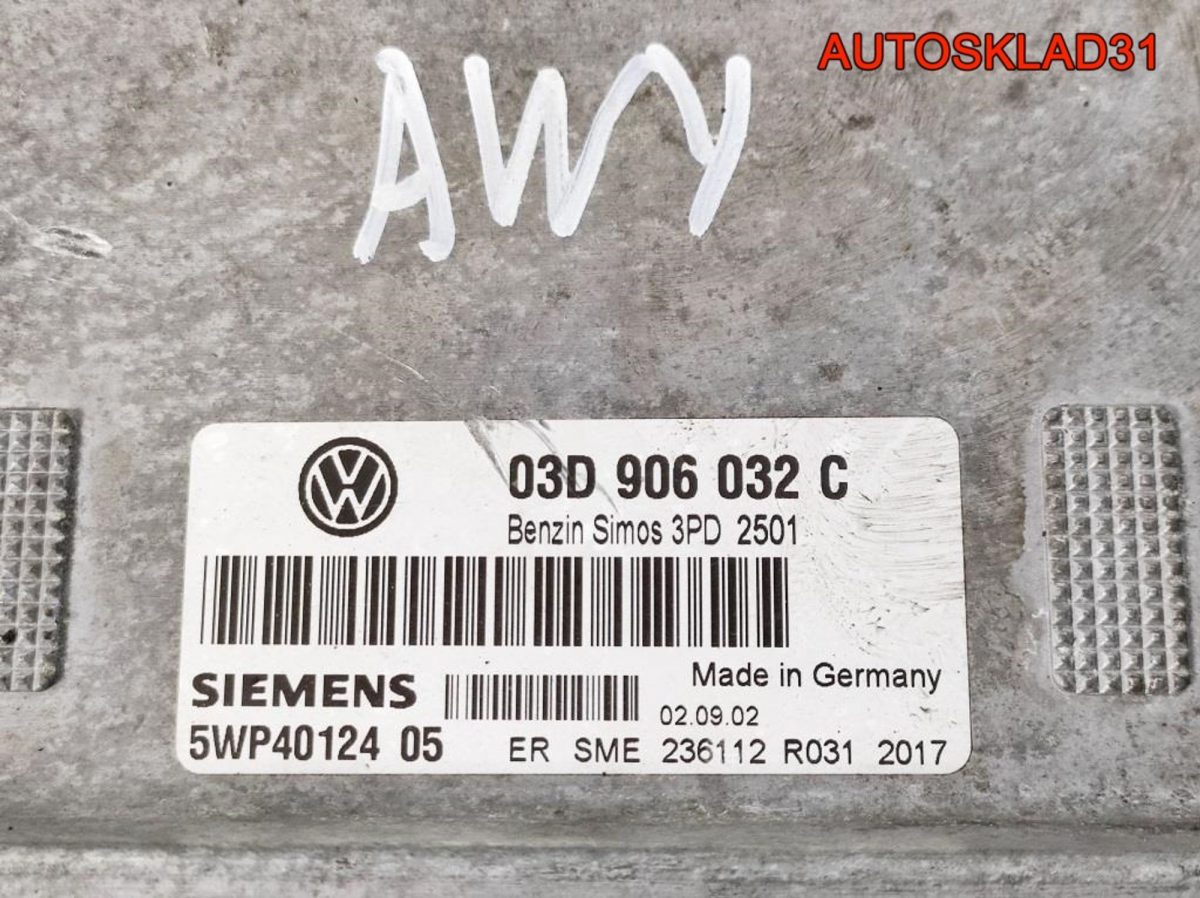 AUTOSKLAD31
AWY
03D 906 032 C
Benzin Simos 3PD 2501
Made in Germany
SIEMENS
02.09.02
5WP40124 05
ER SME 236112 R031 2017